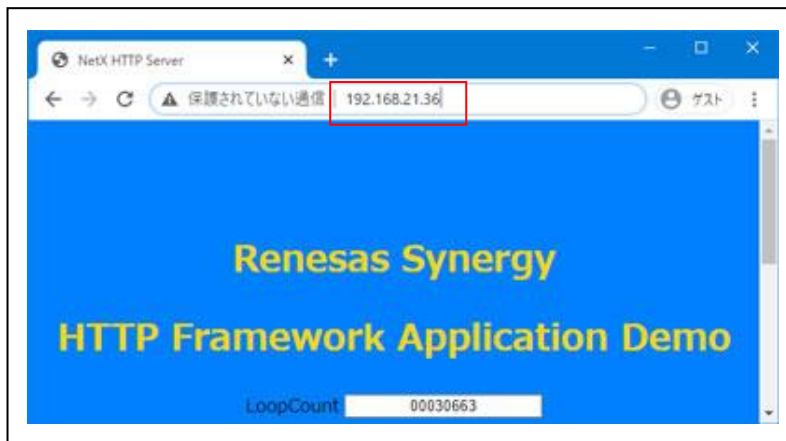 NetX HTTP Server
保護されていない通信 192.168.21.36 ゲスト
Renesas Synergy
HTTP Framework Application Demo
LoopCount 00030663